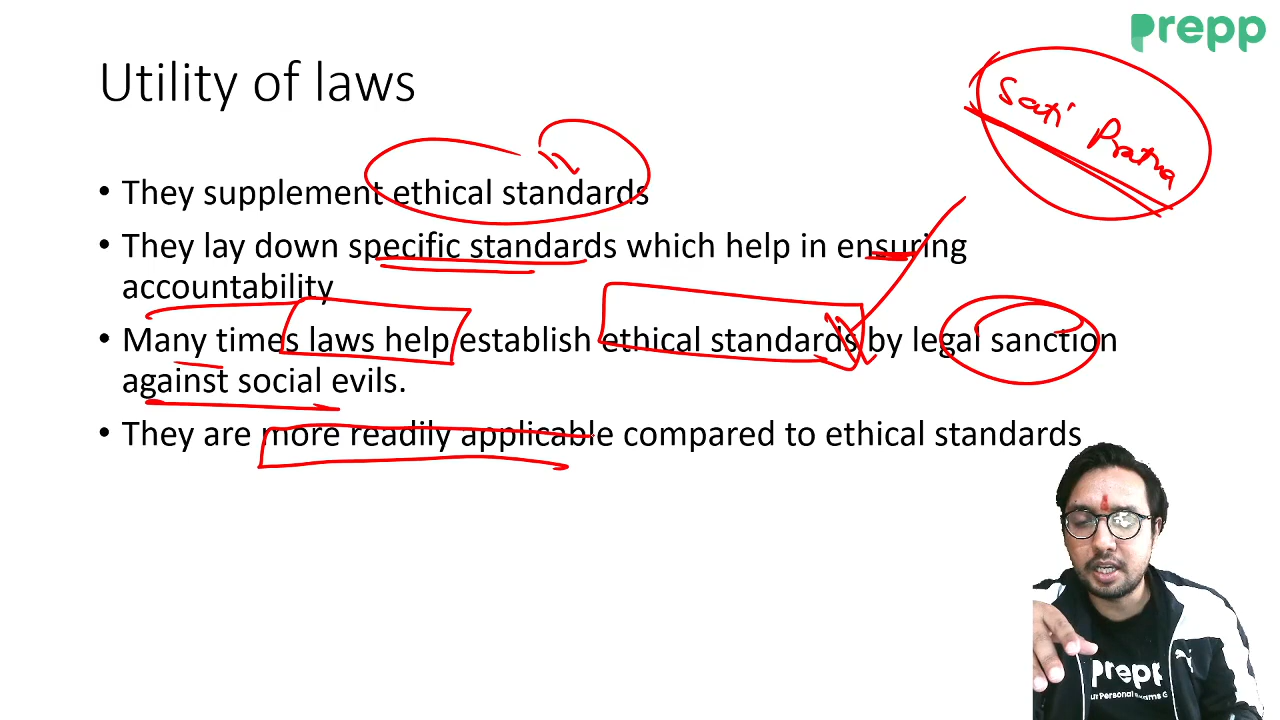 Prepp
Utility of laws
Sati Pratha
• They supplement ethical standards
• They lay down specific standards which help in ensuring
accountability
• Many times laws help establish ethical standards by legal sanction
against social evils.
• They are more readily applicable compared to ethical standards
prepp